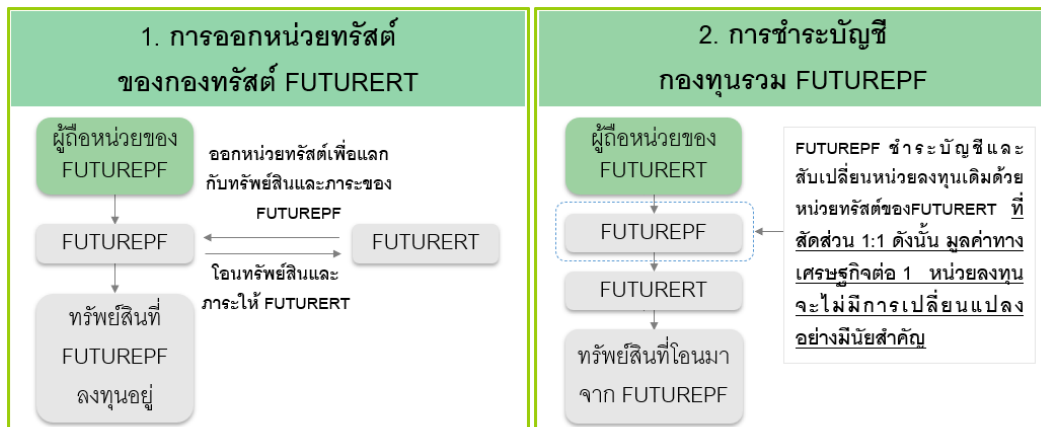 1. การออกหน่วยทรัสต์
ของกองทรัสต์ FUTURERT
ผู้ถือหน่วยของ
FUTUREPF
ออกหน่วยทรัสต์เพื่อแลก
กับทรัพย์สินและภาระของ
FUTUREPF
FUTUREPF
FUTURERT
โอนทรัพย์สินและ
ภาระให้ FUTURERT
ทรัพย์สินที่
FUTUREPF
ลงทุนอยู่
2. การชำระบัญชี
กองทุนรวม FUTUREPF
ผู้ถือหน่วยของ
FUTURERT
FUTUREPF
FUTURERT
ทรัพย์สินที่โอนมา
จาก FUTUREPF
FUTUREPF ชำระบัญชีและ
สับเปลี่ยนหน่วยลงทุนเดิมด้วย
หน่วยทรัสต์ของFUTURERT ที่
สัดส่วน 1:1 ดังนั้น มูลค่าทาง
เศรษฐกิจต่อ 1 หน่วยลงทุน
จะไม่มีการเปลี่ยนแปลง
อย่างมีนัยสำคัญ